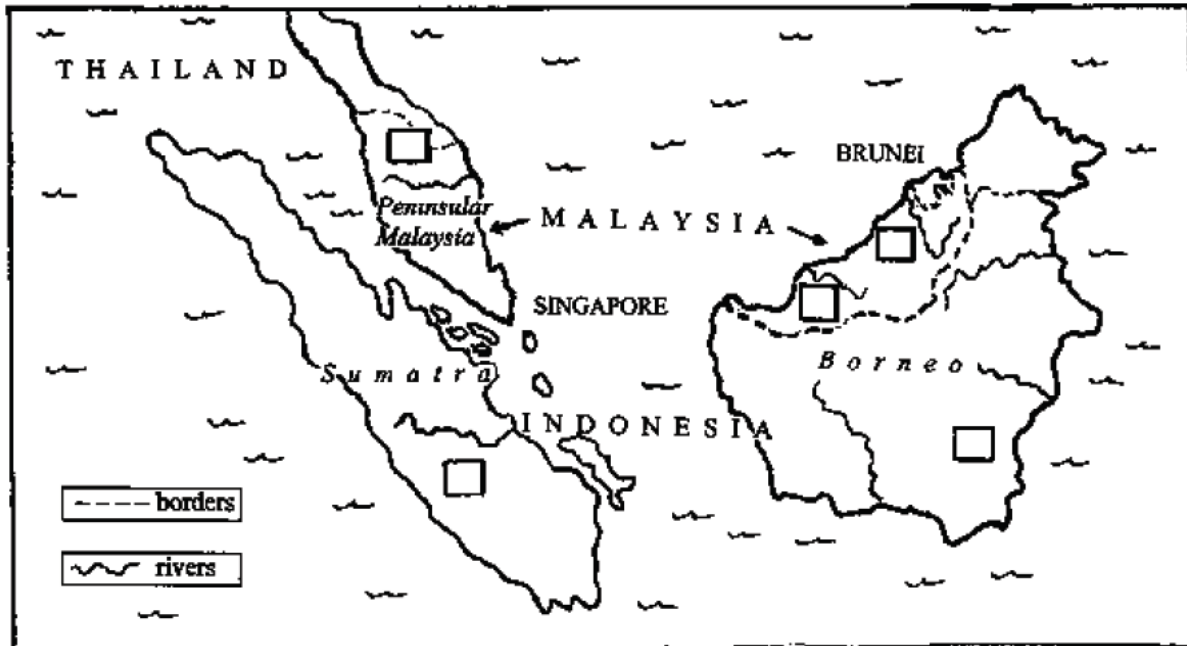 THAILAND
BRUNEI
Peninsular
Malaysia
MALAYSIA
SINGAPORE
Sumatra
Borneo
INDONESIA
borders
rivers